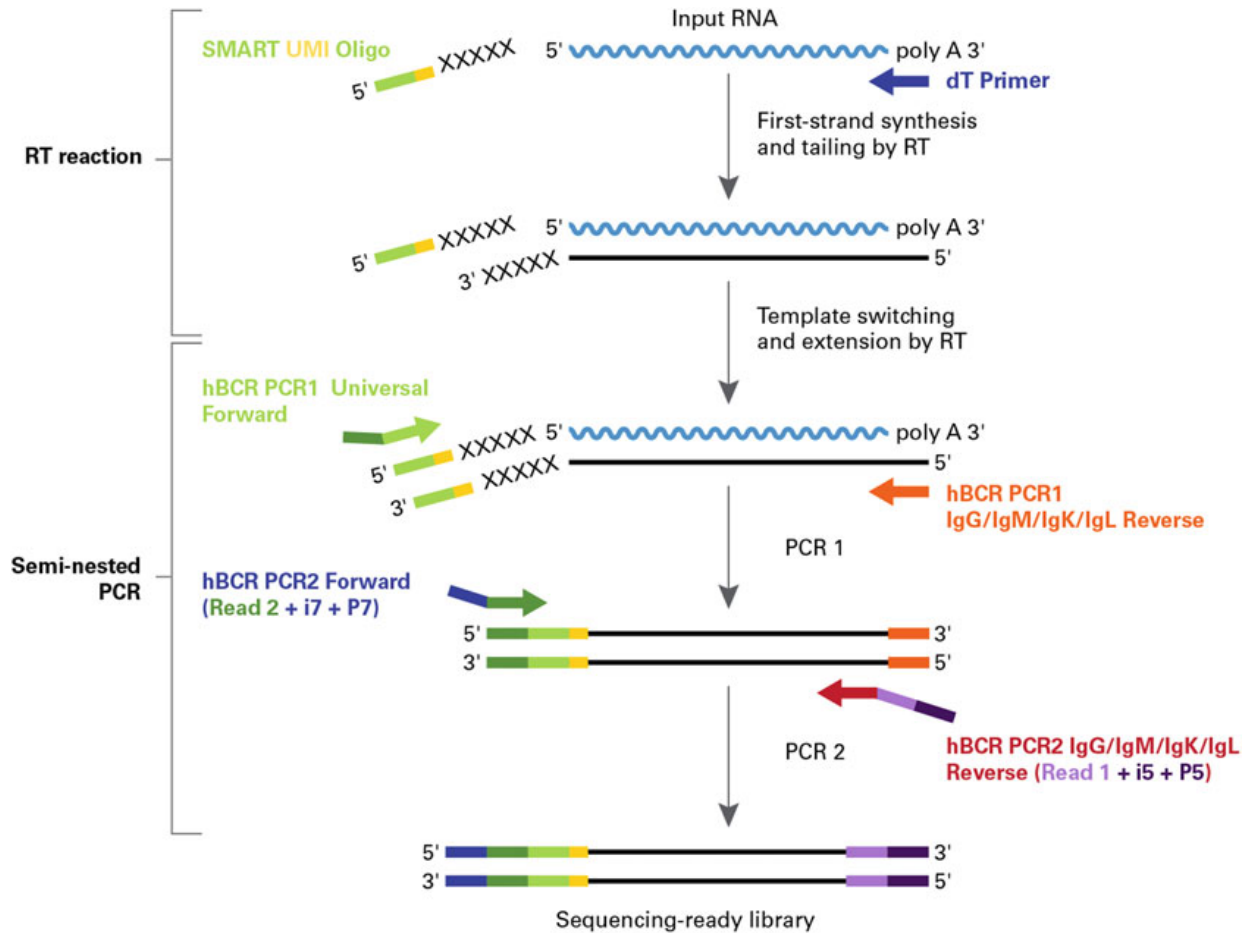 Input RNA
SMART UMI Oligo
XXXXX
5'
5'
poly A 3'
dT Primer
First-strand synthesis
and tailing by RT
RT reaction
XXXXX
5'
5'
poly A 3'
3' XXXXX
5'
Template switching
and extension by RT
hBCR PCR1 Universal
Forward
5'
XXXXX
5'
poly A 3'
3'
XXXXX
5'
hBCR PCR1
IgG/IgM/IgK/IgL Reverse
PCR 1
Semi-nested
PCR
hBCR PCR2 Forward
(Read 2 + i7 + P7)
5'
3'
3'
5'
PCR 2
hBCR PCR2 IgG/IgM/IgK/IgL
Reverse (Read 1 + i5 + P5)
5'
3'
3'
5'
Sequencing-ready library